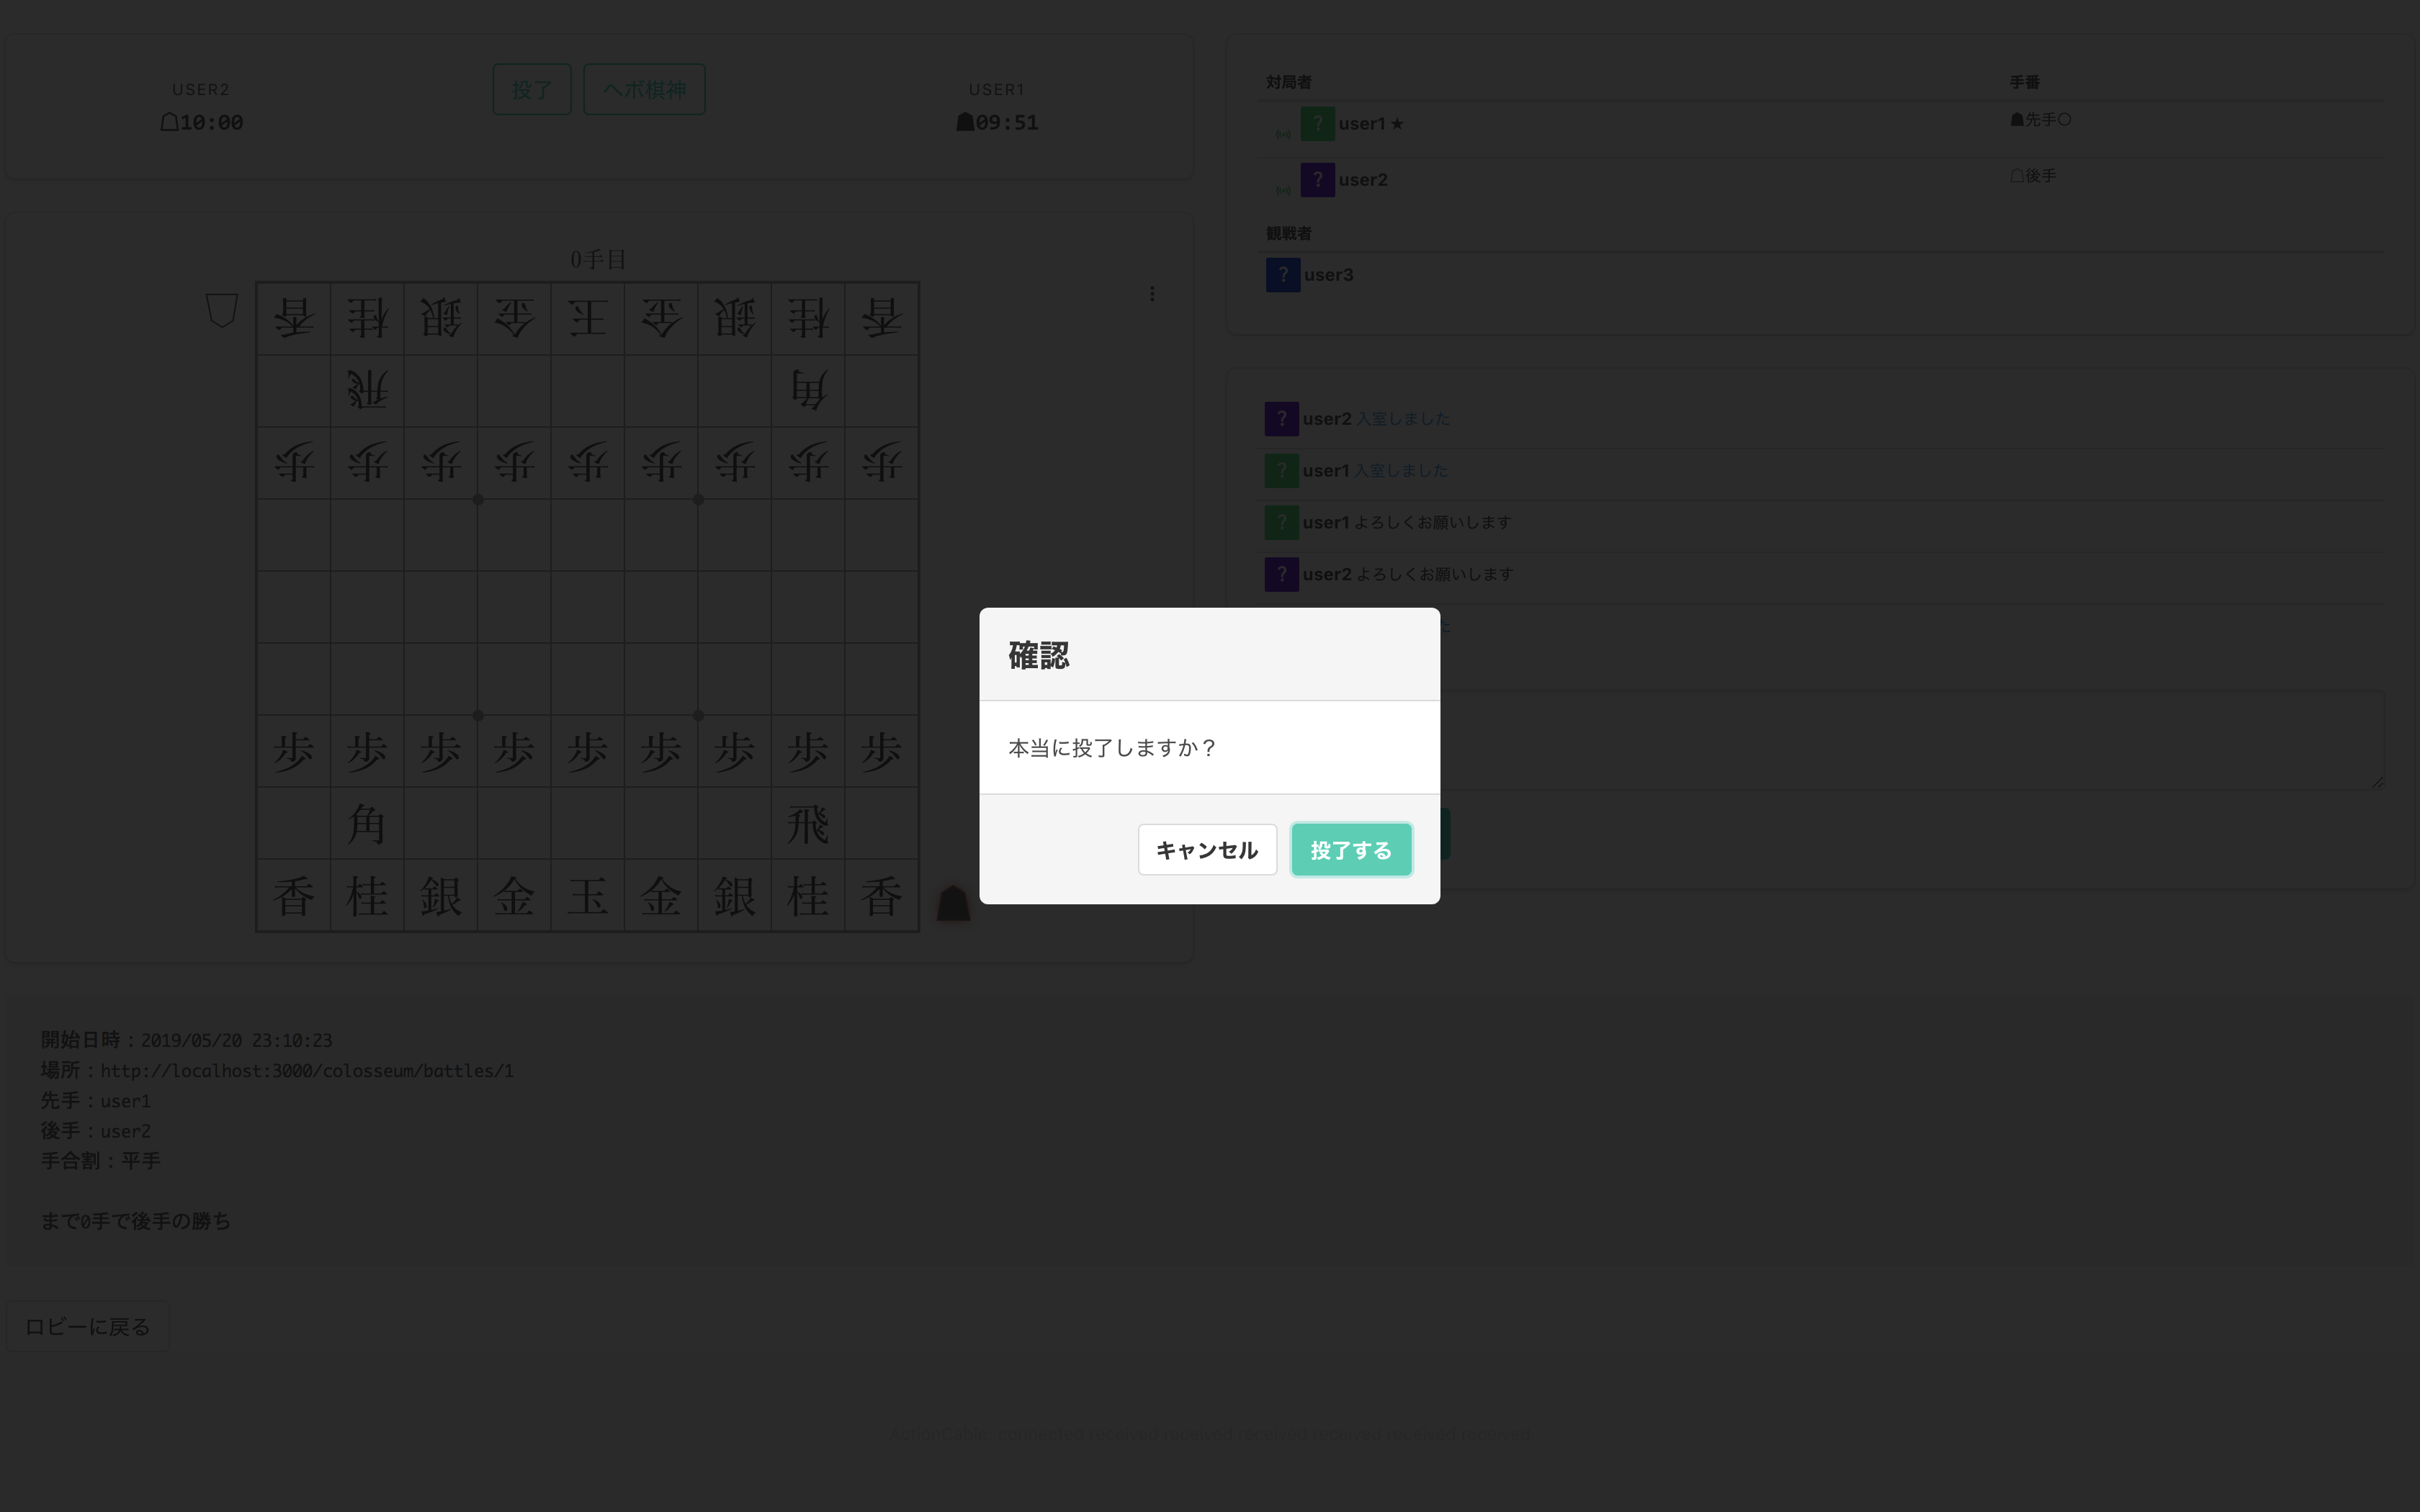 USER2
☖10:00
投了
ヘボ棋神
USER1
☗09:51
0手目
香桂銀金玉金銀桂香
飛角
歩歩歩歩歩歩歩歩歩
歩歩歩歩歩歩歩歩歩
角飛
香桂銀金玉金銀桂香
対局者 手番
? user1 ★ ☗先手〇
? user2 ☖後手
観戦者
? user3
? user2 入室しました
? user1 入室しました
? user1 よろしくお願いします
? user2 よろしくお願いします
た
確認
本当に投了しますか？
キャンセル
投了する
開始日時：2019/05/20 23:10:23
場所：http://localhost:3000/colosseum/battles/1
先手：user1
後手：user2
手合割：平手
まで0手で後手の勝ち
ロビーに戻る